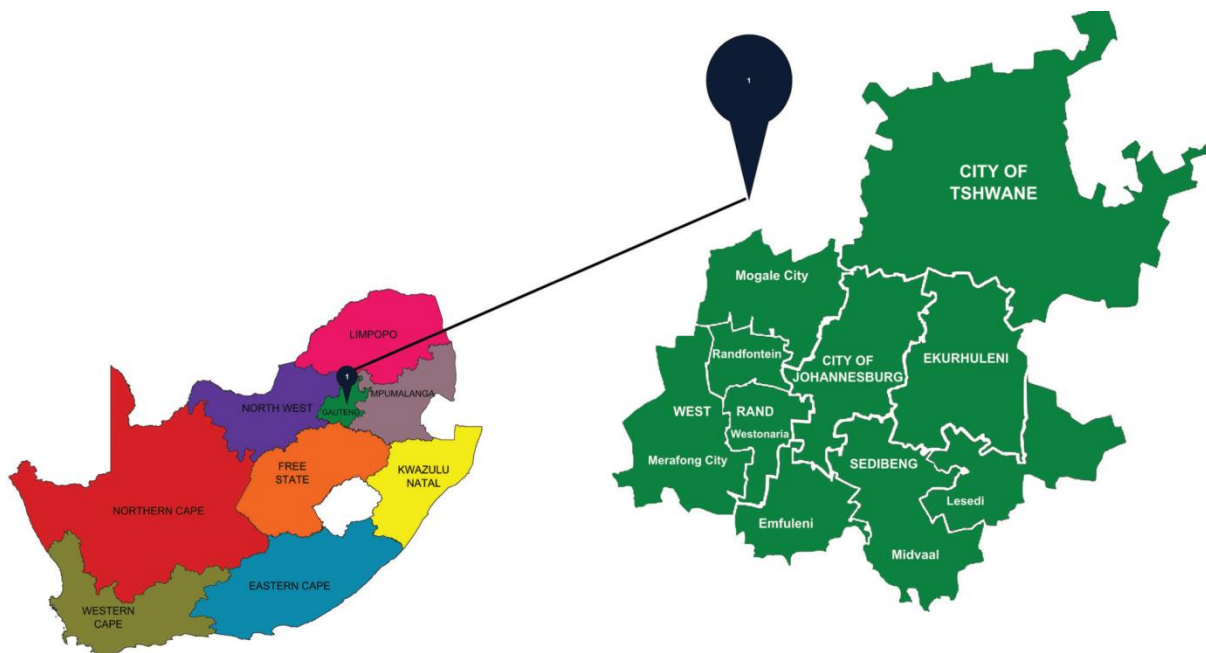 LIMPOPO
1
MPUMALANGA
NORTH WEST
GAUTENG
FREE
STATE
KWAZULU
NATAL
NORTHERN CAPE
EASTERN CAPE
WESTERN
CAPE
1
CITY OF
TSHWANE
Mogale City
Randfontein
CITY OF
JOHANNESBURG
EKURHULENI
WEST RAND
Westonaria
Merafong City
SEDIBENG
Lesedi
Emfuleni
Midvaal